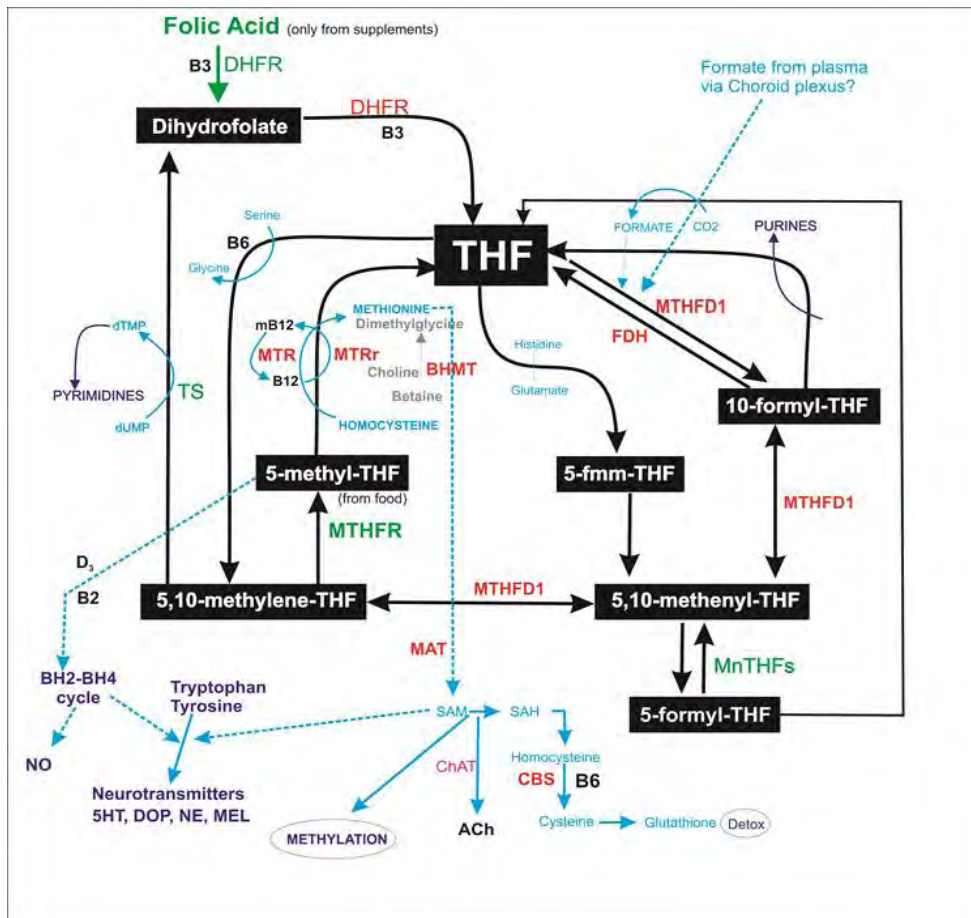 Folic Acid (only from supplements)
B3 DHFR
Formate from plasma
via Choroid plexus?
Dihydrofolate
DHFR
B3
Serine
B6
Glycine
THF
FORMATE
CO2
PURINES
MTHFD1
FDH
dTMP
PYRIMIDINES
TS
dUMP
mB12
METHIONINE
Dimethylglycine
MTR
MTRr
B12
Choline
BHMT
Betaine
HOMOCYSTEINE
Histidine
Glutamate
10-formyl-THF
5-methyl-THF
(from food)
5-fmm-THF
MTHFR
MTHFD1
D3
B2
5,10-methylene-THF
MTHFD1
5,10-methenyl-THF
MAT
MnTHFs
BH2-BH4
cycle
Tryptophan
Tyrosine
SAM
SAH
5-formyl-THF
NO
ChAT
Homocysteine
CBS
B6
Neurotransmitters
5HT, DOP, NE, MEL
METHYLATION
ACh
Cysteine
Glutathione
Detox